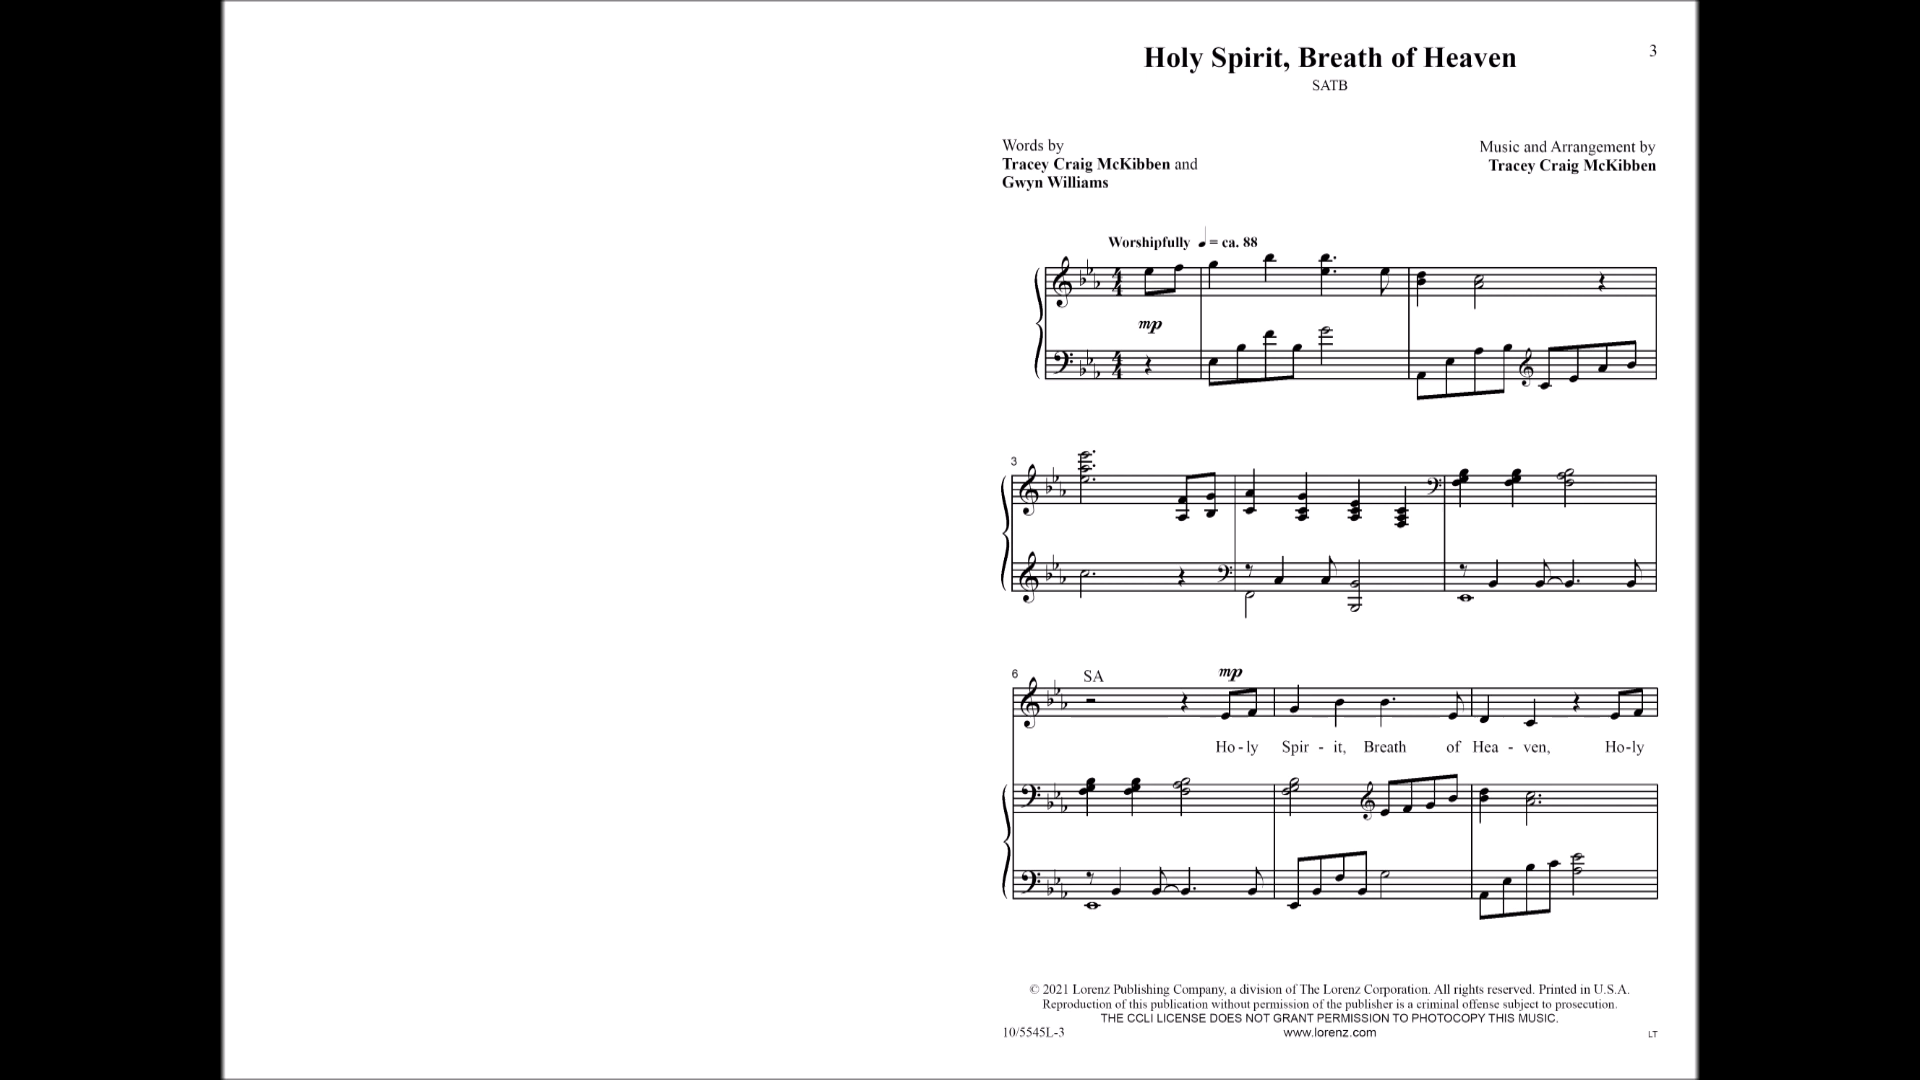 Holy Spirit, Breath of Heaven
3
SATB
Words by
Tracey Craig McKibben and
Gwyn Williams
Music and Arrangement by
Tracey Craig McKibben
Worshipfully ♩ = ca. 88
4
4
mp
4
4
3
6
SA
mp
Ho - ly Spir - it, Breath of Hea - ven, Ho - ly
© 2021 Lorenz Publishing Company, a division of The Lorenz Corporation. All rights reserved. Printed in U.S.A.
Reproduction of this publication without permission of the publisher is a criminal offense subject to prosecution.
THE CCLI LICENSE DOES NOT GRANT PERMISSION TO PHOTOCOPY THIS MUSIC.
10/5545L-3
www.lorenz.com
LT